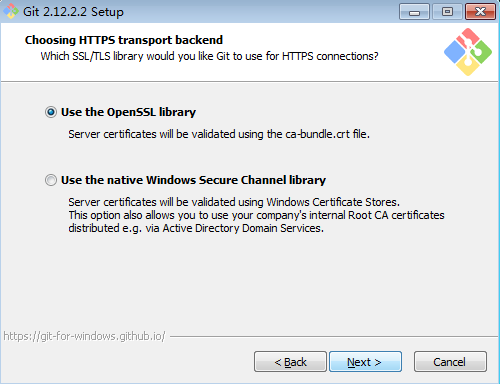 Git 2.12.2.2 Setup
Choosing HTTPS transport backend
Which SSL/TLS library would you like Git to use for HTTPS connections?
Use the OpenSSL library
Server certificates will be validated using the ca-bundle.crt file.
Use the native Windows Secure Channel library
Server certificates will be validated using Windows Certificate Stores.
This option also allows you to use your company's internal Root CA certificates
distributed e.g. via Active Directory Domain Services.
https://git-for-windows.github.io/
< Back
Next >
Cancel